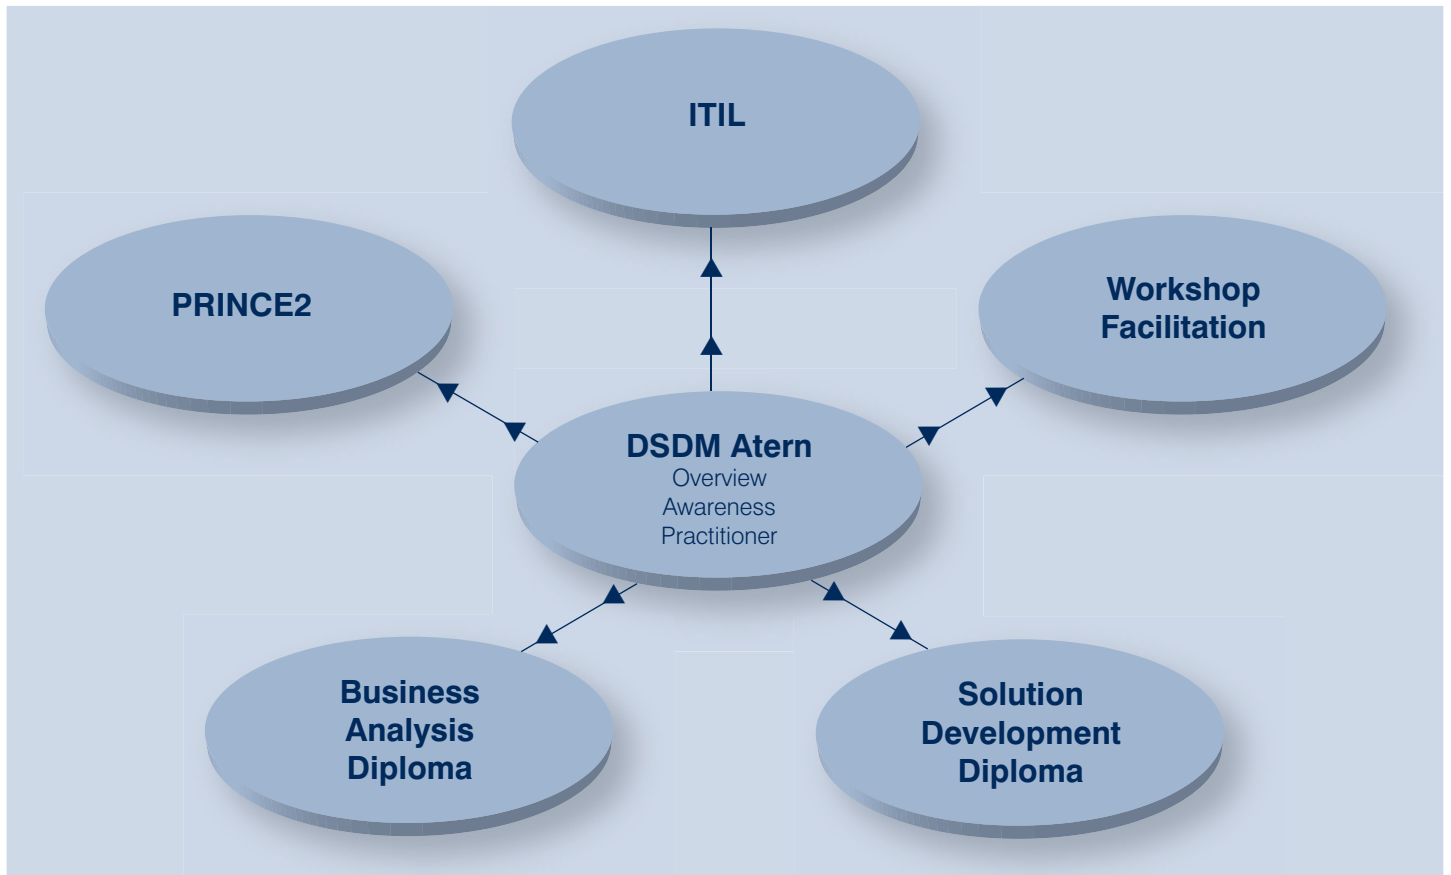 ITIL
PRINCE2
Workshop
Facilitation
DSDM Atern
Overview
Awareness
Practitioner
Business
Analysis
Diploma
Solution
Development
Diploma